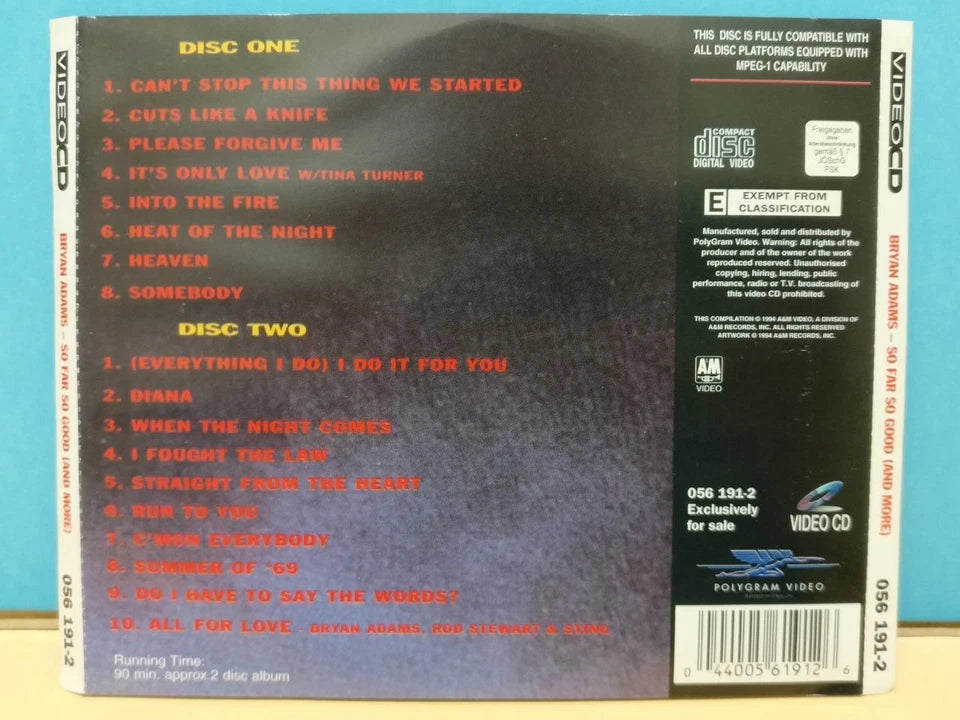 DISC ONE
1. CAN'T STOP THIS THING WE STARTED
2. CUTS LIKE A KNIFE
3. PLEASE FORGIVE ME
4. IT'S ONLY LOVE W/TINA TURNER
5. INTO THE FIRE
6. HEAT OF THE NIGHT
7. HEAVEN
8. SOMEBODY
DISC TWO
1. (EVERYTHING I DO) I DO IT FOR YOU
2. DIANA
3. WHEN THE NIGHT COMES
4. I FOUGHT THE LAW
5. STRAIGHT FROM THE HEART
6. RUN TO YOU
7. C'MON EVERYBODY
8. SUMMER OF '69
9. DO I HAVE TO SAY THE WORDS?
10. ALL FOR LOVE BRYAN ADAMS, ROD STEWART & STING
Running Time:
90 min. approx.2 disc album
THIS DISC IS FULLY COMPATIBLE WITH
ALL DISC PLATFORMS EQUIPPED WITH
MPEG-1 CAPABILITY
COMPACT
disc
DIGITAL VIDEO
Freigegeben
ohne
Altersbeschränkung
gemäß § 7
JÖSchG
FSK
E EXEMPT FROM
CLASSIFICATION
Manufactured, sold and distributed by
PolyGram Video. Warning: All rights of the
producer and of the owner of the work
reproduced reserved. Unauthorised
copying, hiring, lending, public
performance, radio or T.V. broadcasting of
this video CD prohibited.
THIS COMPILATION © 1994 A&M VIDEO, A DIVISION OF
A&M RECORDS, INC. ALL RIGHTS RESERVED
ARTWORK © 1994 A&M RECORDS, INC.
AM
VIDEO
056 191-2
Exclusively
for sale
VIDEO CD
POLYGRAM VIDEO
0 44005 61912 6
VIDEOCD
BRYAN ADAMS – SO FAR SO GOOD (AND MORE)
056 191-2
VIDEOCD
BRYAN ADAMS – SO FAR SO GOOD (AND MORE)
056 191-2